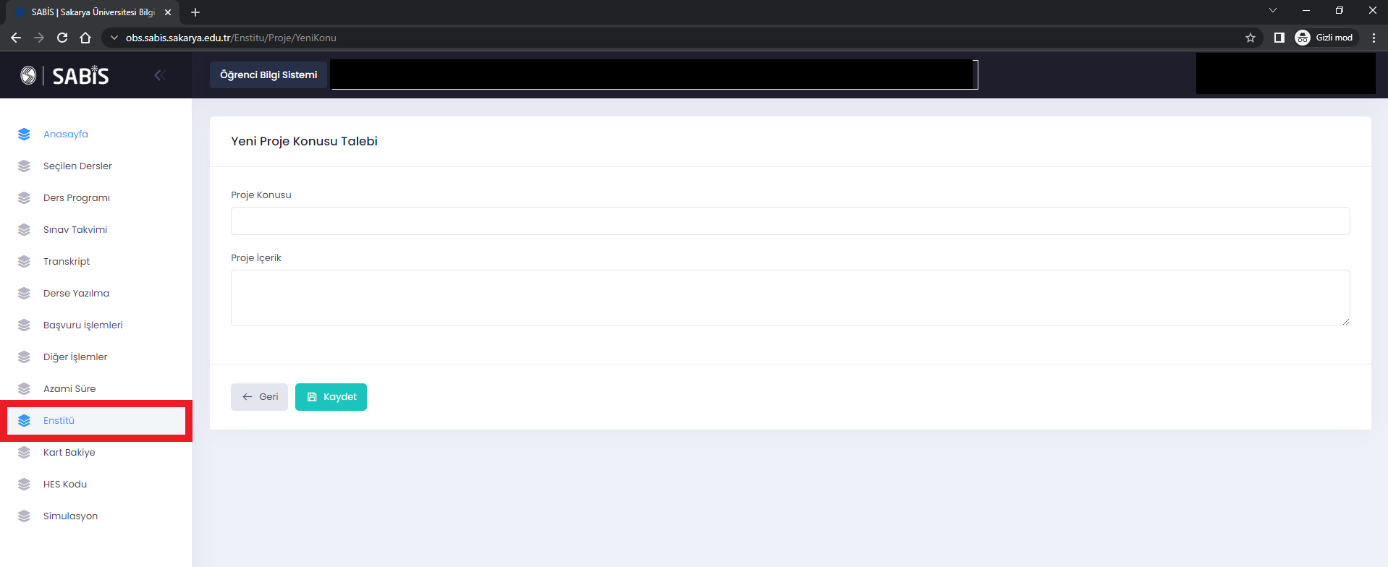 SABİS | Sakarya Üniversitesi Bilgi
obs.sabis.sakarya.edu.tr/Enstitu/Proje/YeniKonu
Gizli mod
SABİS
Öğrenci Bilgi Sistemi
Anasayfa
Seçilen Dersler
Ders Programı
Sınav Takvimi
Transkript
Derse Yazılma
Başvuru İşlemleri
Diğer İşlemler
Azami Süre
Enstitü
Kart Bakiye
HES Kodu
Simulasyon
Yeni Proje Konusu Talebi
Proje Konusu
Proje İçerik
Geri
Kaydet